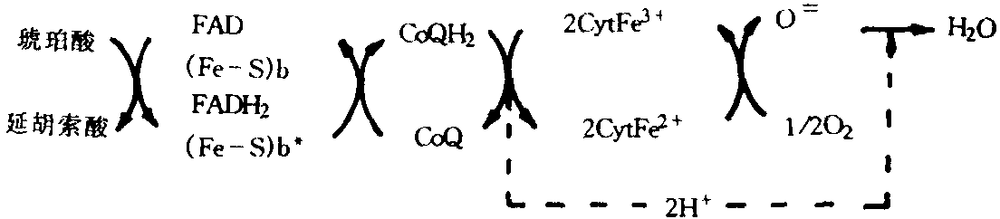 琥珀酸 FAD CoQH₂ 2CytFe³⁺ O⁼ H₂O
(Fe-S)b
延胡索酸 FADH₂ CoQ 2CytFe²⁺ 1/2O₂
(Fe-S)b*
2H⁺